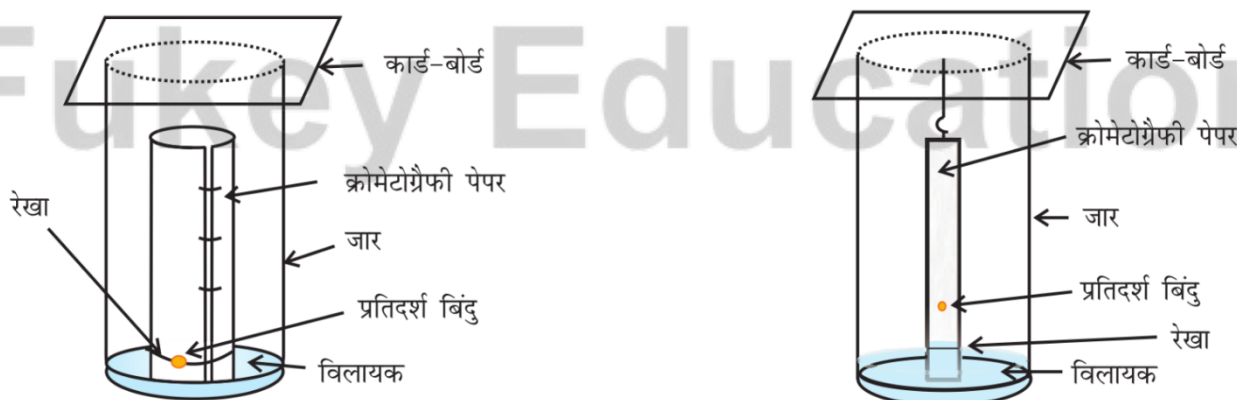 Fukey Education
कार्ड-बोर्ड
क्रोमेटोग्रैफी पेपर
रेखा
जार
प्रतिदर्श बिंदु
विलायक
कार्ड-बोर्ड
क्रोमेटोग्रैफी पेपर
जार
प्रतिदर्श बिंदु
रेखा
विलायक